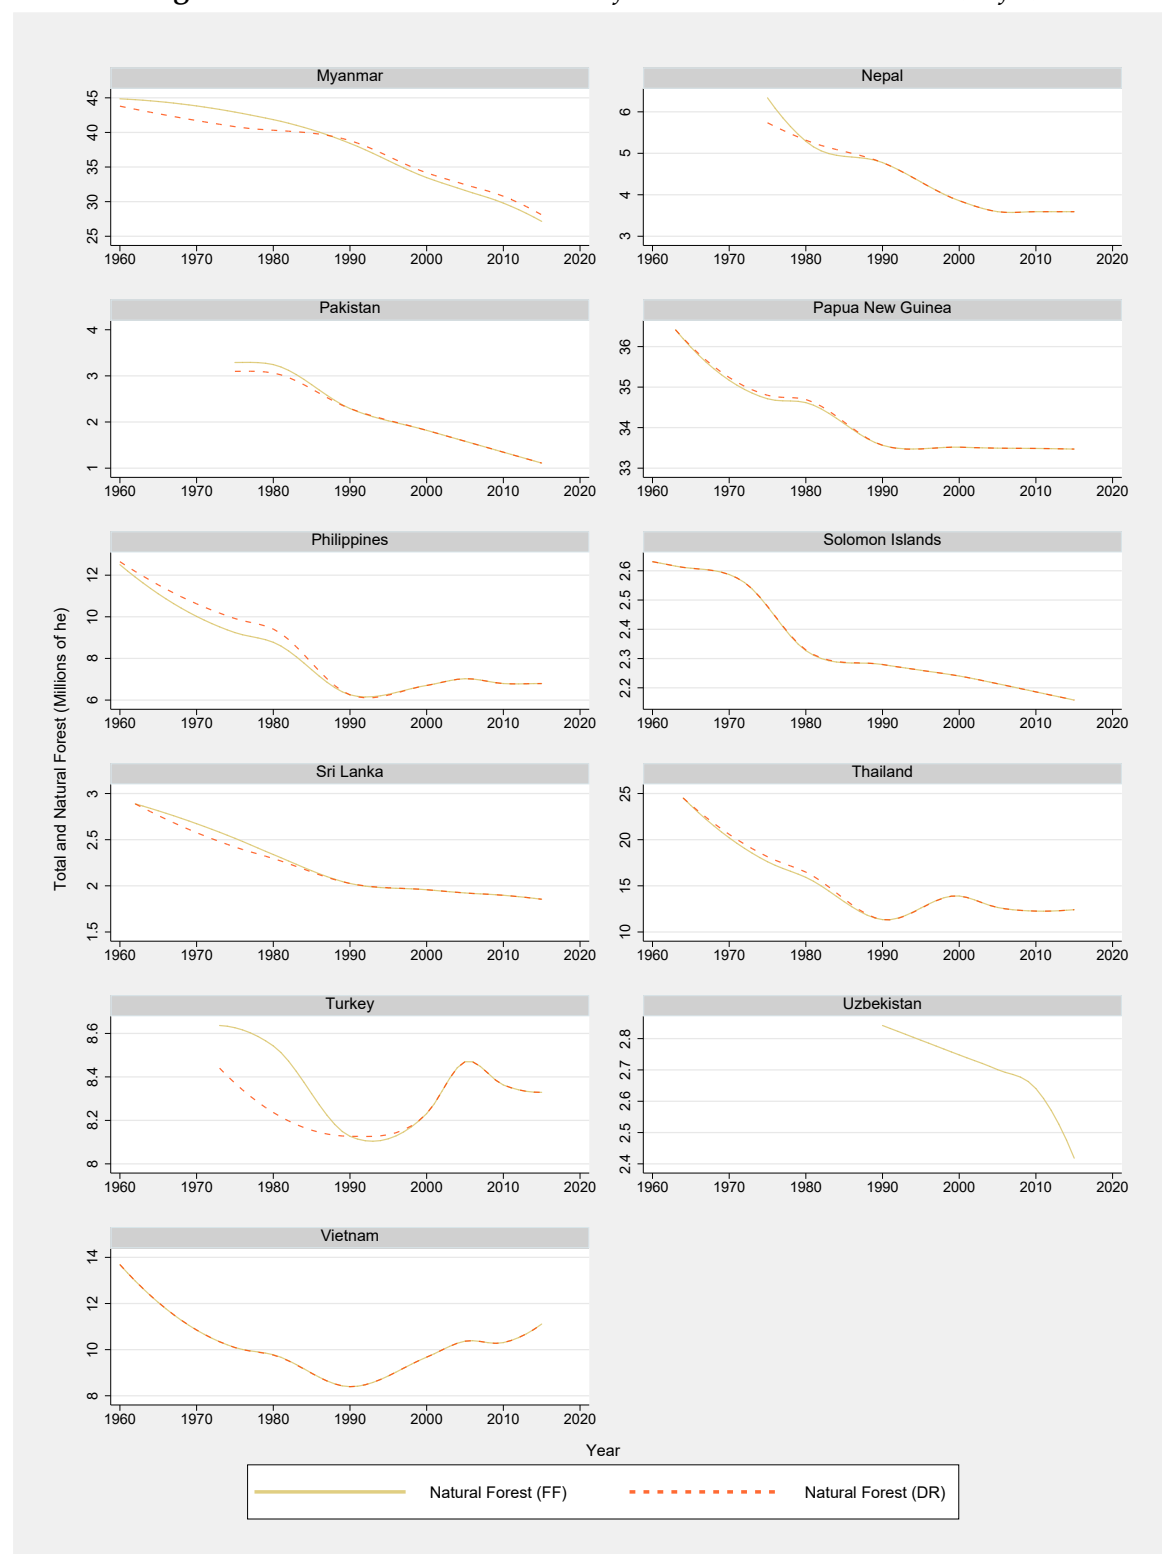 Myanmar
45
40
35
30
25
1960 1970 1980 1990 2000 2010 2020
Nepal
6
5
4
3
1960 1970 1980 1990 2000 2010 2020
Pakistan
4
3
2
1
1960 1970 1980 1990 2000 2010 2020
Papua New Guinea
36
35
34
33
1960 1970 1980 1990 2000 2010 2020
Philippines
12
10
8
6
1960 1970 1980 1990 2000 2010 2020
Solomon Islands
2.6
2.5
2.4
2.3
2.2
1960 1970 1980 1990 2000 2010 2020
Total and Natural Forest (Millions of he)
Sri Lanka
3
2.5
2
1.5
1960 1970 1980 1990 2000 2010 2020
Thailand
25
20
15
10
1960 1970 1980 1990 2000 2010 2020
Turkey
8.6
8.4
8.2
8
1960 1970 1980 1990 2000 2010 2020
Uzbekistan
2.8
2.7
2.6
2.5
2.4
1960 1970 1980 1990 2000 2010 2020
Vietnam
14
12
10
8
1960 1970 1980 1990 2000 2010 2020
Year
Natural Forest (FF) Natural Forest (DR)